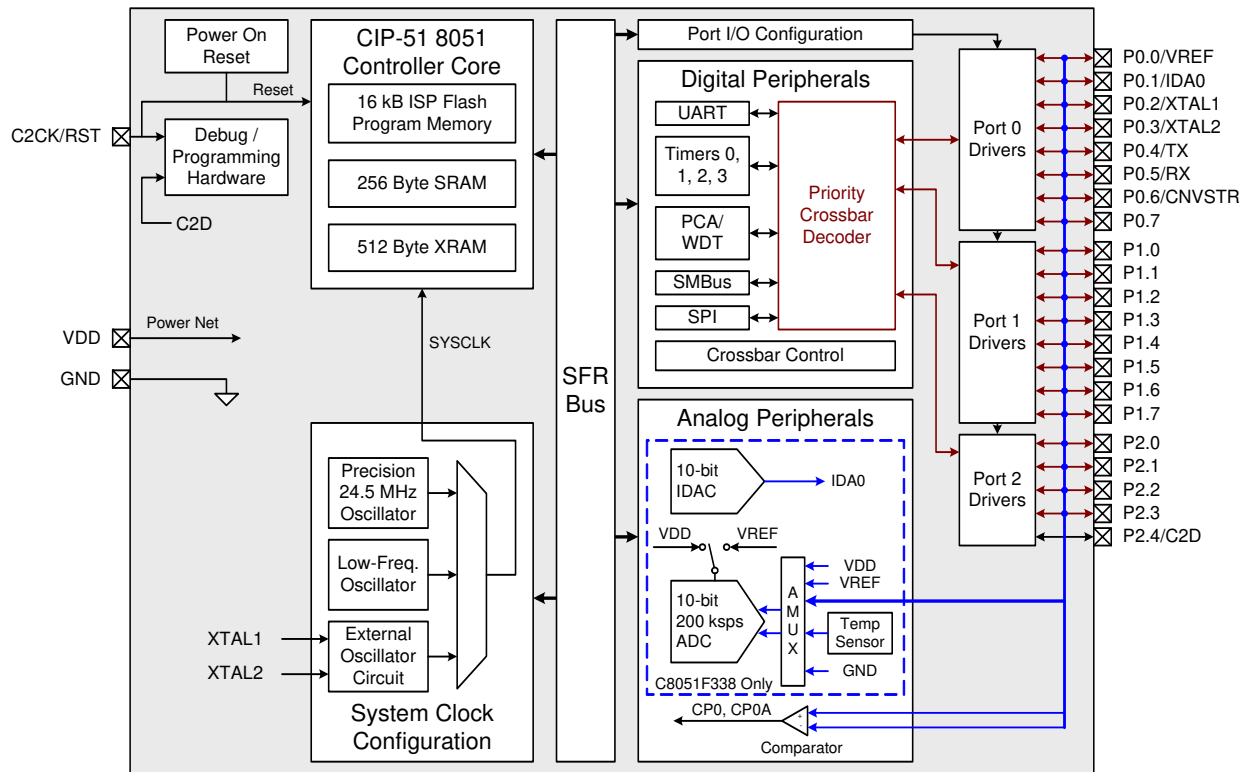 Power On
Reset
Reset
C2CK/RST
Debug /
Programming
Hardware
C2D
VDD
Power Net
GND
CIP-51 8051
Controller Core
16 kB ISP Flash
Program Memory
256 Byte SRAM
512 Byte XRAM
SYSCLK
Precision
24.5 MHz
Oscillator
Low-Freq.
Oscillator
XTAL1
XTAL2
External
Oscillator
Circuit
System Clock
Configuration
SFR
Bus
Port I/O Configuration
Digital Peripherals
UART
Timers 0,
1, 2, 3
PCA/
WDT
SMBus
SPI
Priority
Crossbar
Decoder
Crossbar Control
Analog Peripherals
10-bit
IDAC
IDA0
VDD
VREF
10-bit
200 ksps
ADC
A
M
U
X
VDD
VREF
Temp
Sensor
GND
C8051F338 Only
CP0, CP0A
+
-
Comparator
Port 0
Drivers
Port 1
Drivers
Port 2
Drivers
P0.0/VREF
P0.1/IDA0
P0.2/XTAL1
P0.3/XTAL2
P0.4/TX
P0.5/RX
P0.6/CNVSTR
P0.7
P1.0
P1.1
P1.2
P1.3
P1.4
P1.5
P1.6
P1.7
P2.0
P2.1
P2.2
P2.3
P2.4/C2D